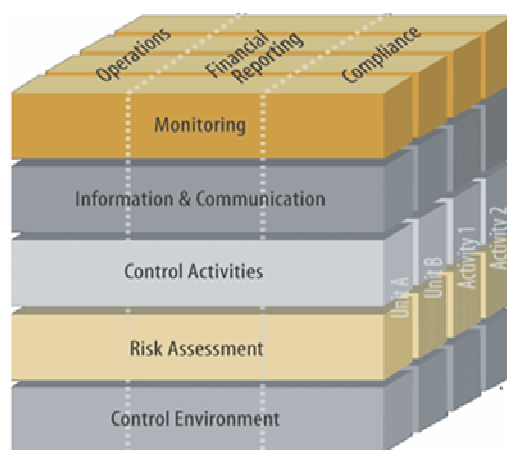 Operations
Financial
Reporting
Compliance
Monitoring
Information & Communication
Control Activities
Risk Assessment
Control Environment
Unit A
Unit B
Activity 1
Activity 2